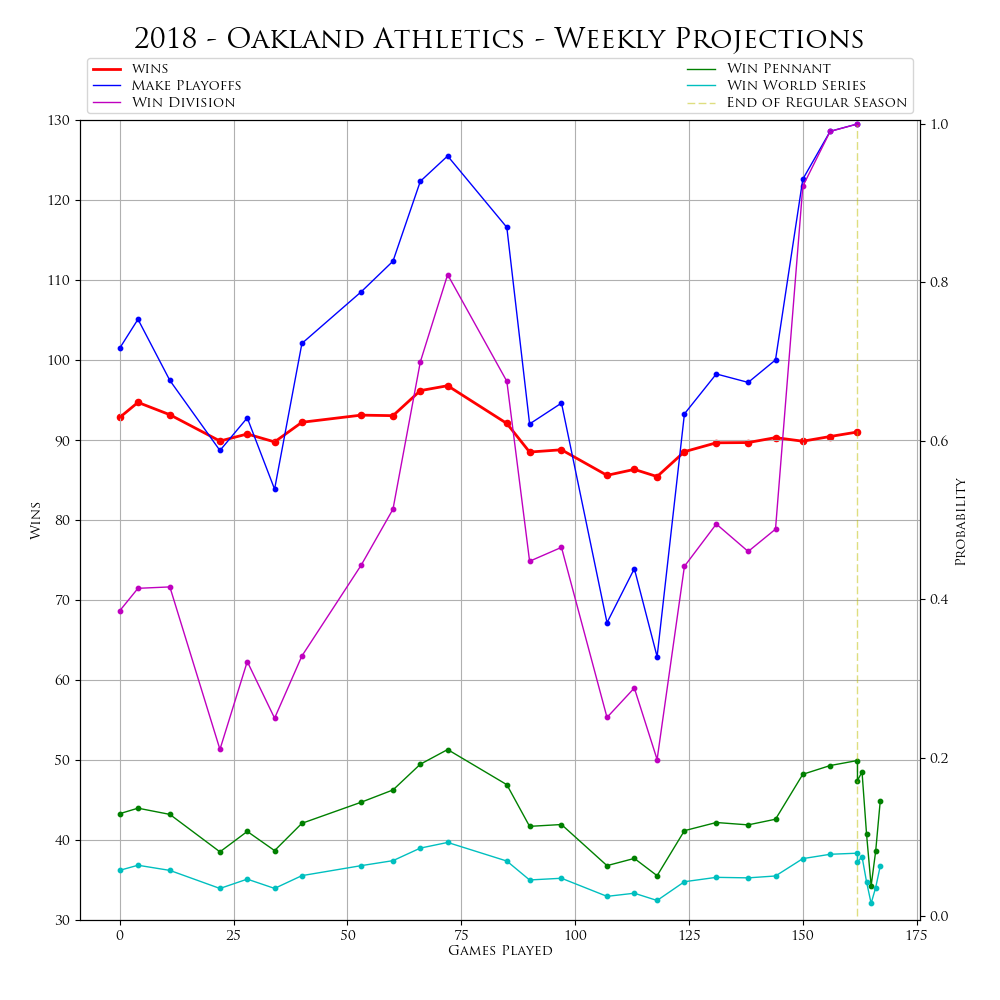 2018 - Oakland Athletics - Weekly Projections
wins
Make Playoffs
Win Division
Win Pennant
Win World Series
End of Regular Season
130
120
110
100
90
80
70
60
50
40
30
Wins
1.0
0.8
0.6
0.4
0.2
0.0
Probability
0 25 50 75 100 125 150 175
Games Played